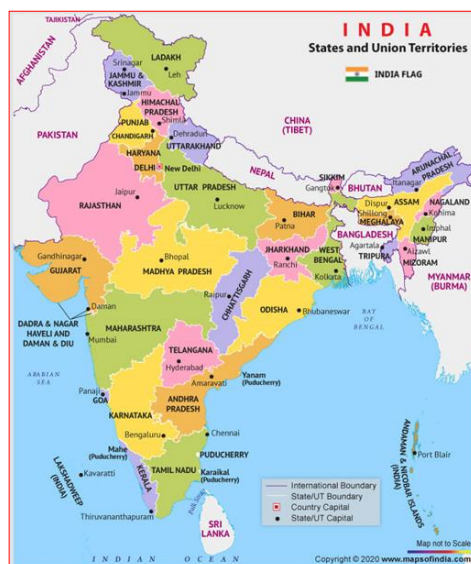 INDIA
States and Union Territories
INDIA FLAG
TAJIKISTAN
AFGHANISTAN
PAKISTAN
CHINA
(TIBET)
NEPAL
BHUTAN
BANGLADESH
MYANMAR
(BURMA)
SRI
LANKA
LADAKH
Leh
Srinagar
JAMMU &
KASHMIR
Jammu
HIMACHAL
PRADESH
Shimla
PUNJAB
CHANDIGARH
Dehradun
UTTARAKHAND
HARYANA
DELHI
New Delhi
RAJASTHAN
Jaipur
UTTAR PRADESH
Lucknow
BIHAR
Patna
SIKKIM
Gangtok
ARUNACHAL
PRADESH
Itanagar
ASSAM
Dispur
NAGALAND
Kohima
Shillong
MEGHALAYA
Imphal
MANIPUR
Aizawl
MIZORAM
Agartala
TRIPURA
JHARKHAND
Ranchi
WEST
BENGAL
Kolkata
Gandhinagar
GUJARAT
Bhopal
MADHYA PRADESH
CHHATTISGARH
Raipur
ODISHA
Bhubaneswar
Daman
DADRA & NAGAR
HAVELI AND
DAMAN & DIU
MAHARASHTRA
Mumbai
TELANGANA
Hyderabad
Yanam
(Puducherry)
Amaravati
ANDHRA
PRADESH
Panaji
GOA
KARNATAKA
Bengaluru
Chennai
PUDUCHERRY
Mahe
(Puducherry)
Karaikal
(Puducherry)
KERALA
TAMIL NADU
Thiruvananthapuram
LAKSHADWEEP
(INDIA)
Kavaratti
ANDAMAN & NICOBAR ISLANDS
(INDIA)
Port Blair
ARABIAN
SEA
BAY
OF
BENGAL
INDIAN OCEAN
International Boundary
State/UT Boundary
Country Capital
State/UT Capital
Map not to Scale
Copyright © 2020 www.mapsofindia.com